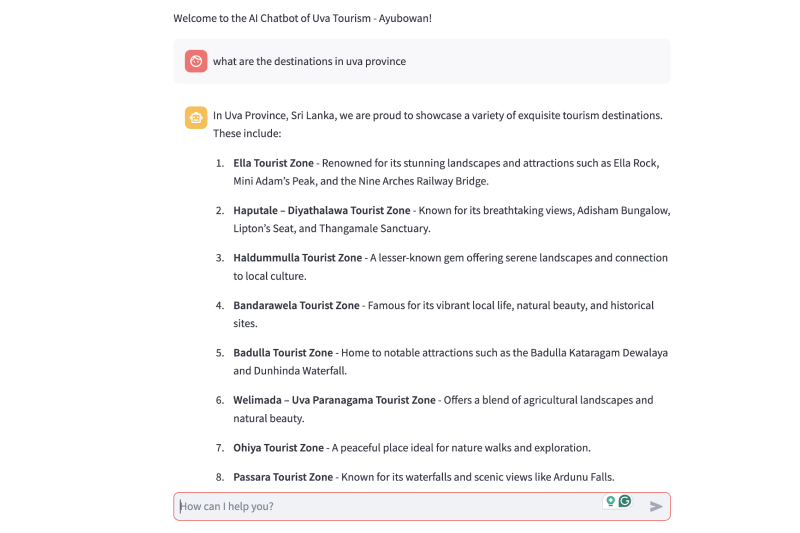 Welcome to the AI Chatbot of Uva Tourism - Ayubowan!
what are the destinations in uva province
In Uva Province, Sri Lanka, we are proud to showcase a variety of exquisite tourism destinations.
These include:
1. Ella Tourist Zone - Renowned for its stunning landscapes and attractions such as Ella Rock,
Mini Adam's Peak, and the Nine Arches Railway Bridge.
2. Haputale – Diyathalawa Tourist Zone - Known for its breathtaking views, Adisham Bungalow,
Lipton's Seat, and Thangamale Sanctuary.
3. Haldummulla Tourist Zone - A lesser-known gem offering serene landscapes and connection
to local culture.
4. Bandarawela Tourist Zone - Famous for its vibrant local life, natural beauty, and historical
sites.
5. Badulla Tourist Zone - Home to notable attractions such as the Badulla Kataragam Dewalaya
and Dunhinda Waterfall.
6. Welimada – Uva Paranagama Tourist Zone - Offers a blend of agricultural landscapes and
natural beauty.
7. Ohiya Tourist Zone - A peaceful place ideal for nature walks and exploration.
8. Passara Tourist Zone - Known for its waterfalls and scenic views like Ardunu Falls.
How can I help you?